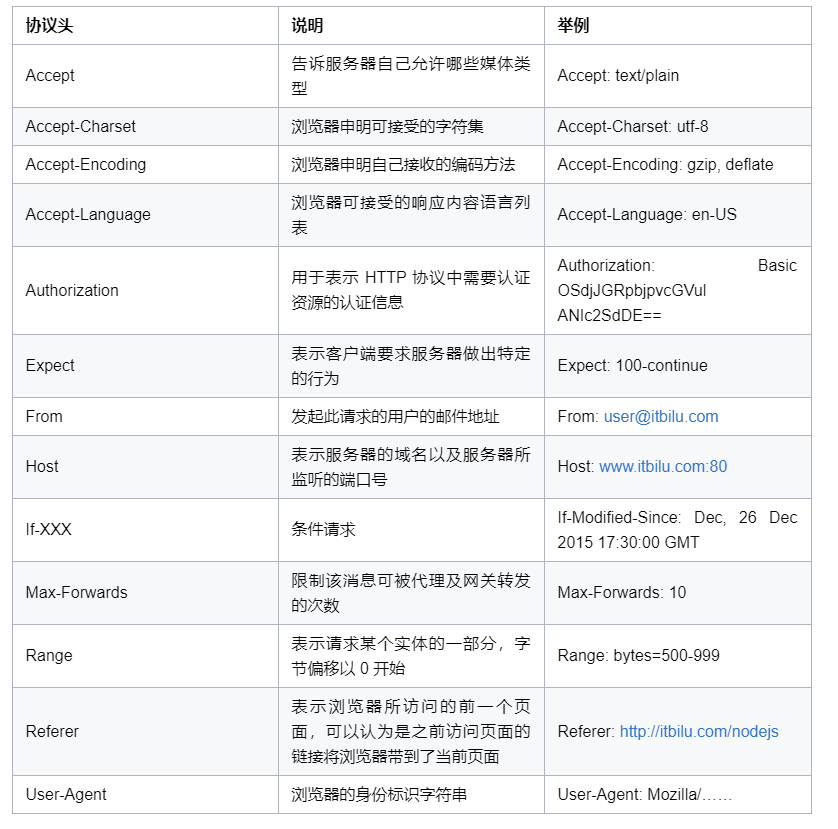 协议头 说明 举例
Accept 告诉服务器自己允许哪些媒体类型 Accept: text/plain
Accept-Charset 浏览器申明可接受的字符集 Accept-Charset: utf-8
Accept-Encoding 浏览器申明自己接收的编码方法 Accept-Encoding: gzip, deflate
Accept-Language 浏览器可接受的响应内容语言列表 Accept-Language: en-US
Authorization 用于表示 HTTP 协议中需要认证资源的认证信息 Authorization: Basic OSdjJGRpbjpvcGVuIANlc2SdDE==
Expect 表示客户端要求服务器做出特定的行为 Expect: 100-continue
From 发起此请求的用户的邮件地址 From: user@itbilu.com
Host 表示服务器的域名以及服务器所监听的端口号 Host: www.itbilu.com:80
If-XXX 条件请求 If-Modified-Since: Dec, 26 Dec 2015 17:30:00 GMT
Max-Forwards 限制该消息可被代理及网关转发的次数 Max-Forwards: 10
Range 表示请求某个实体的一部分，字节偏移以 0 开始 Range: bytes=500-999
Referer 表示浏览器所访问的前一个页面，可以认为是之前访问页面的链接将浏览器带到了当前页面 Referer: http://itbilu.com/nodejs
User-Agent 浏览器的身份标识字符串 User-Agent: Mozilla/……